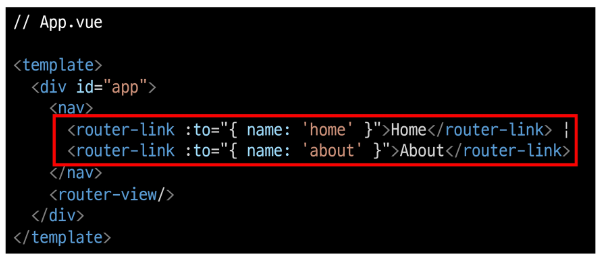 // App.vue
<template>
<div id="app">
<nav>
<router-link :to="{ name: 'home' }">Home</router-link> ¦
<router-link :to="{ name: 'about' }">About</router-link>
</nav>
<router-view/>
</div>
</template>